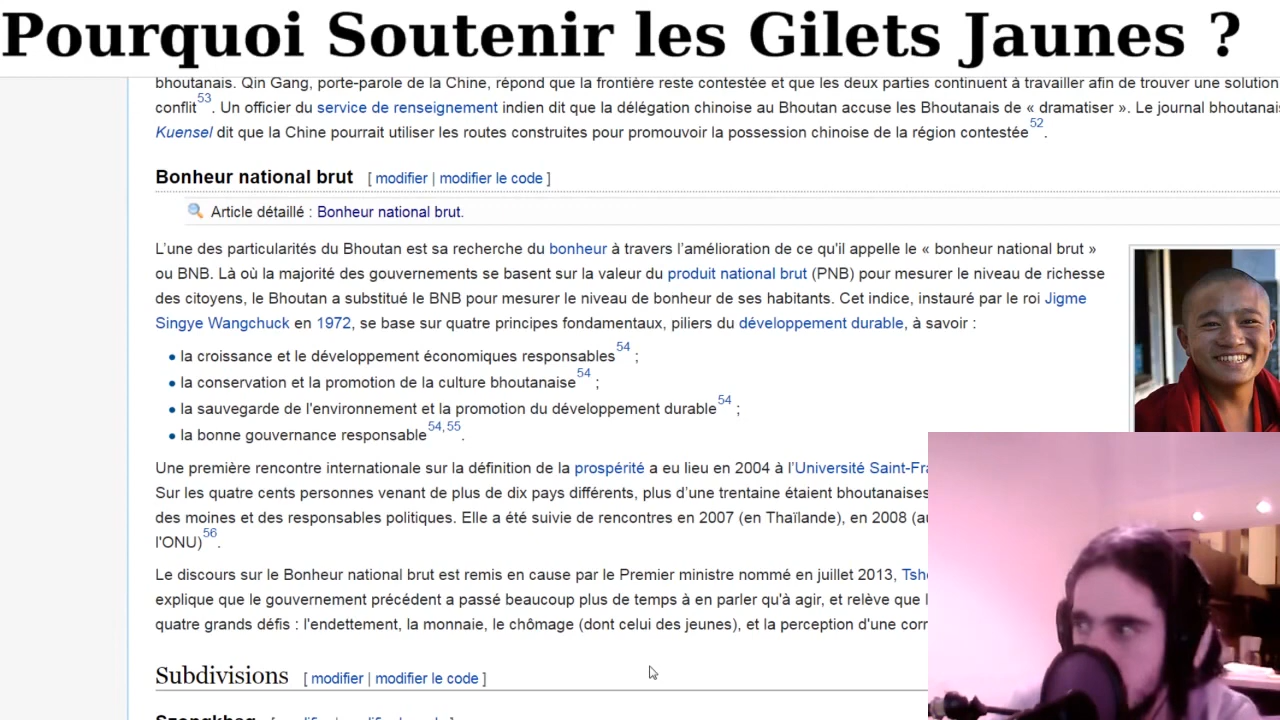 Pourquoi Soutenir les Gilets Jaunes ?
bhoutanais. Qin Gang, porte-parole de la Chine, répond que la frontière reste contestée et que les deux parties continuent à travailler afin de trouver une solution
conflit53. Un officier du service de renseignement indien dit que la délégation chinoise au Bhoutan accuse les Bhoutanais de « dramatiser ». Le journal
Kuensel dit que la Chine pourrait utiliser les routes construites pour promouvoir la possession chinoise de la région contestée52.
Bonheur national brut [ modifier | modifier le code ]
Article détaillé : Bonheur national brut.
L'une des particularités du Bhoutan est sa recherche du bonheur à travers l'amélioration de ce qu'il appelle le « bonheur national brut »
ou BNB. Là où la majorité des gouvernements se basent sur la valeur du produit national brut (PNB) pour mesurer le niveau de richesse
des citoyens, le Bhoutan a substitué le BNB pour mesurer le niveau de bonheur de ses habitants. Cet indice, instauré par le roi Jigme
Singye Wangchuck en 1972, se base sur quatre principes fondamentaux, piliers du développement durable, à savoir :
• la croissance et le développement économiques responsables54 ;
• la conservation et la promotion de la culture bhoutanaise54 ;
• la sauvegarde de l'environnement et la promotion du développement durable54 ;
• la bonne gouvernance responsable54,55.
Une première rencontre internationale sur la définition de la prospérité a eu lieu en 2004 à l'Université
Sur les quatre cents personnes venant de plus de dix pays différents, plus d'une trentaine étaient bhoutanaises
des moines et des responsables politiques. Elle a été suivie de rencontres en 2007 (en Thaïlande), en 2008
l'ONU)56.
Le discours sur le Bonheur national brut est remis en cause par le Premier ministre nommé en juillet 2013,
explique que le gouvernement précédent a passé beaucoup plus de temps à en parler qu'à agir, et relève que
quatre grands défis : l'endettement, la monnaie, le chômage (dont celui des jeunes), et la perception d'une
Subdivisions [ modifier | modifier le code ]